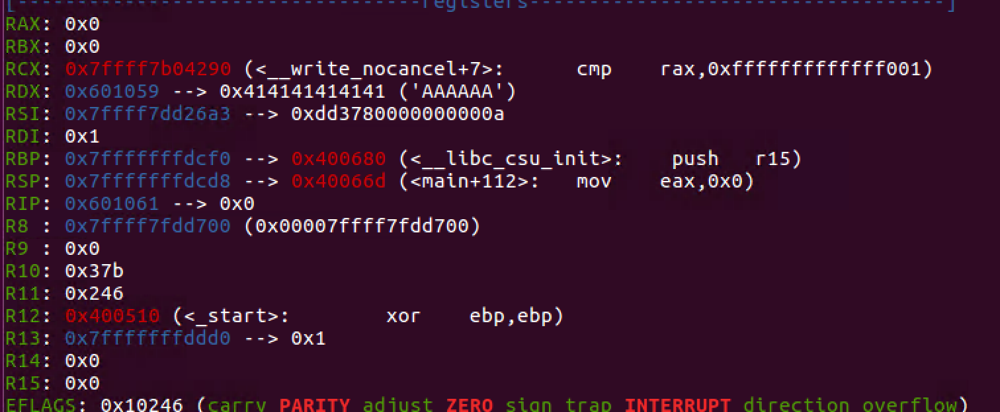 [----------------------------------registers-----------------------------------]
RAX: 0x0
RBX: 0x0
RCX: 0x7ffff7b04290 (<__write_nocancel+7>:	cmp    rax,0xfffffffffffff001)
RDX: 0x601059 --> 0x414141414141 ('AAAAAA')
RSI: 0x7ffff7dd26a3 --> 0xdd3780000000000a
RDI: 0x1
RBP: 0x7fffffffdcf0 --> 0x400680 (<__libc_csu_init>:	push   r15)
RSP: 0x7fffffffdcd8 --> 0x40066d (<main+112>:	mov    eax,0x0)
RIP: 0x601061 --> 0x0
R8 : 0x7ffff7fdd700 (0x00007ffff7fdd700)
R9 : 0x0
R10: 0x37b
R11: 0x246
R12: 0x400510 (<_start>:	xor    ebp,ebp)
R13: 0x7fffffffddd0 --> 0x1
R14: 0x0
R15: 0x0
EFLAGS: 0x10246 (carry PARITY adjust ZERO sign trap INTERRUPT direction overflow)